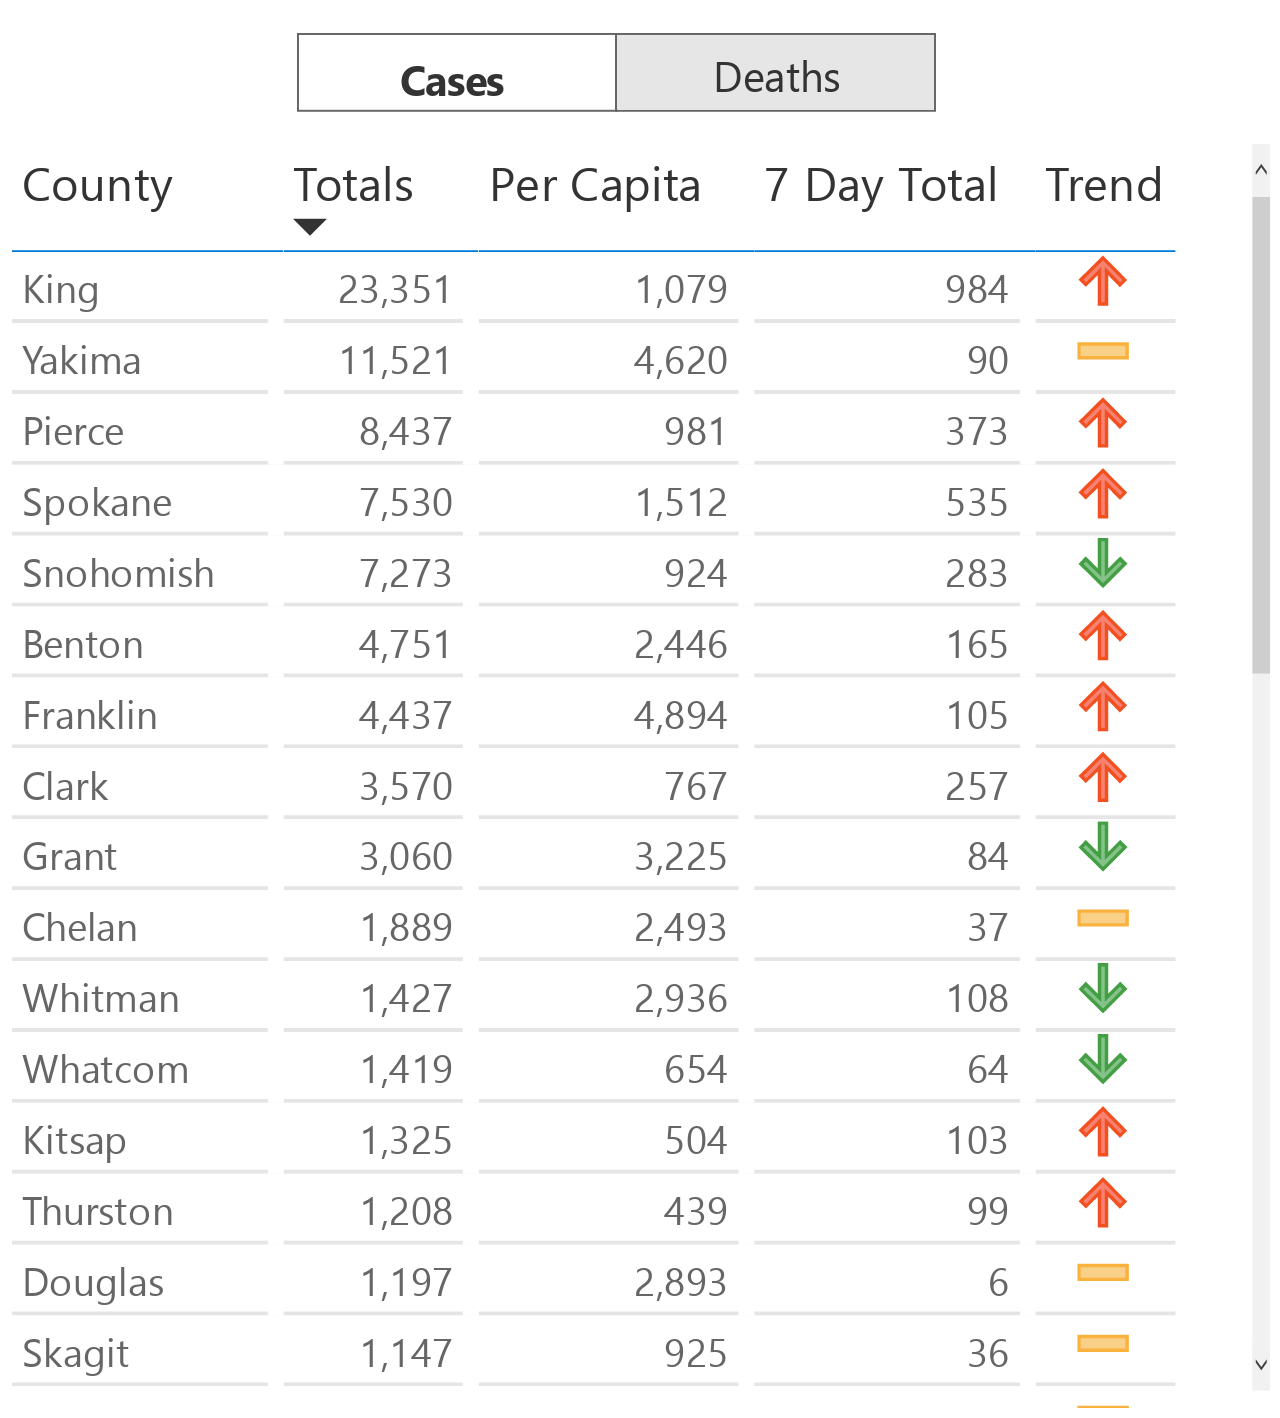 Cases Deaths
County Totals Per Capita 7 Day Total Trend
King 23,351 1,079 984
Yakima 11,521 4,620 90
Pierce 8,437 981 373
Spokane 7,530 1,512 535
Snohomish 7,273 924 283
Benton 4,751 2,446 165
Franklin 4,437 4,894 105
Clark 3,570 767 257
Grant 3,060 3,225 84
Chelan 1,889 2,493 37
Whitman 1,427 2,936 108
Whatcom 1,419 654 64
Kitsap 1,325 504 103
Thurston 1,208 439 99
Douglas 1,197 2,893 6
Skagit 1,147 925 36